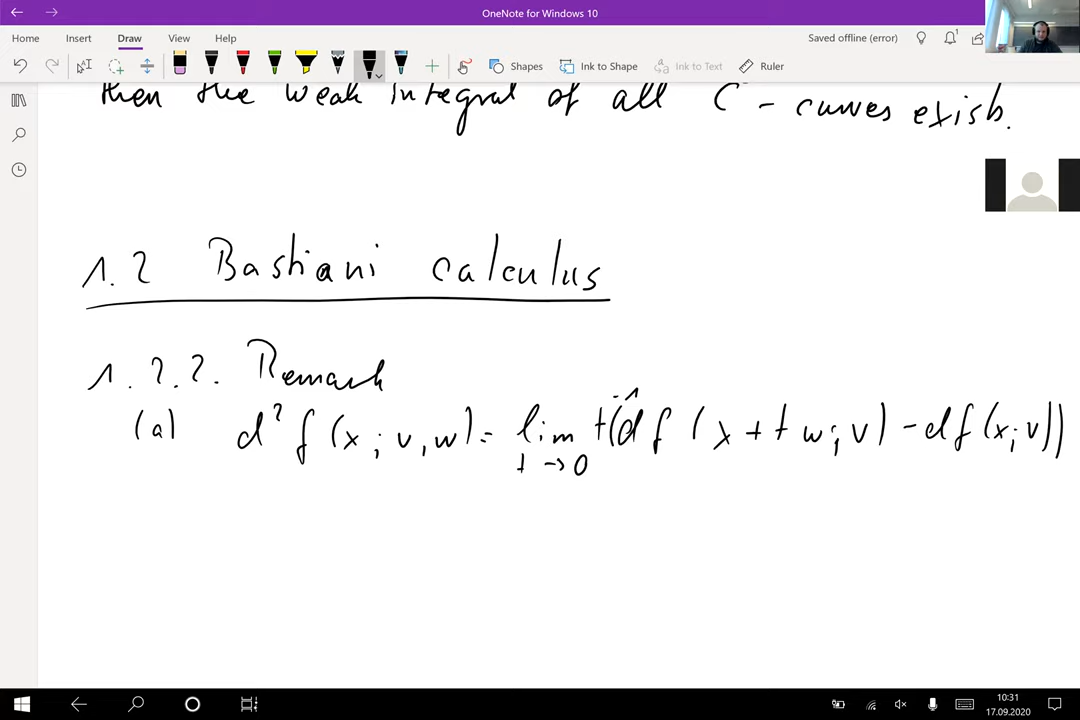 OneNote for Windows 10
Home Insert Draw View Help Saved offline (error)
Shapes Ink to Shape Ink to Text Ruler
then the weak integral of all C - curves exists.
1.2 Bastiani calculus
1.2.2. Remark
(a) d²f(x;v,w) = lim t⁻¹(df(x+tw;v) - df(x;v))
t→0
10:31
17.09.2020